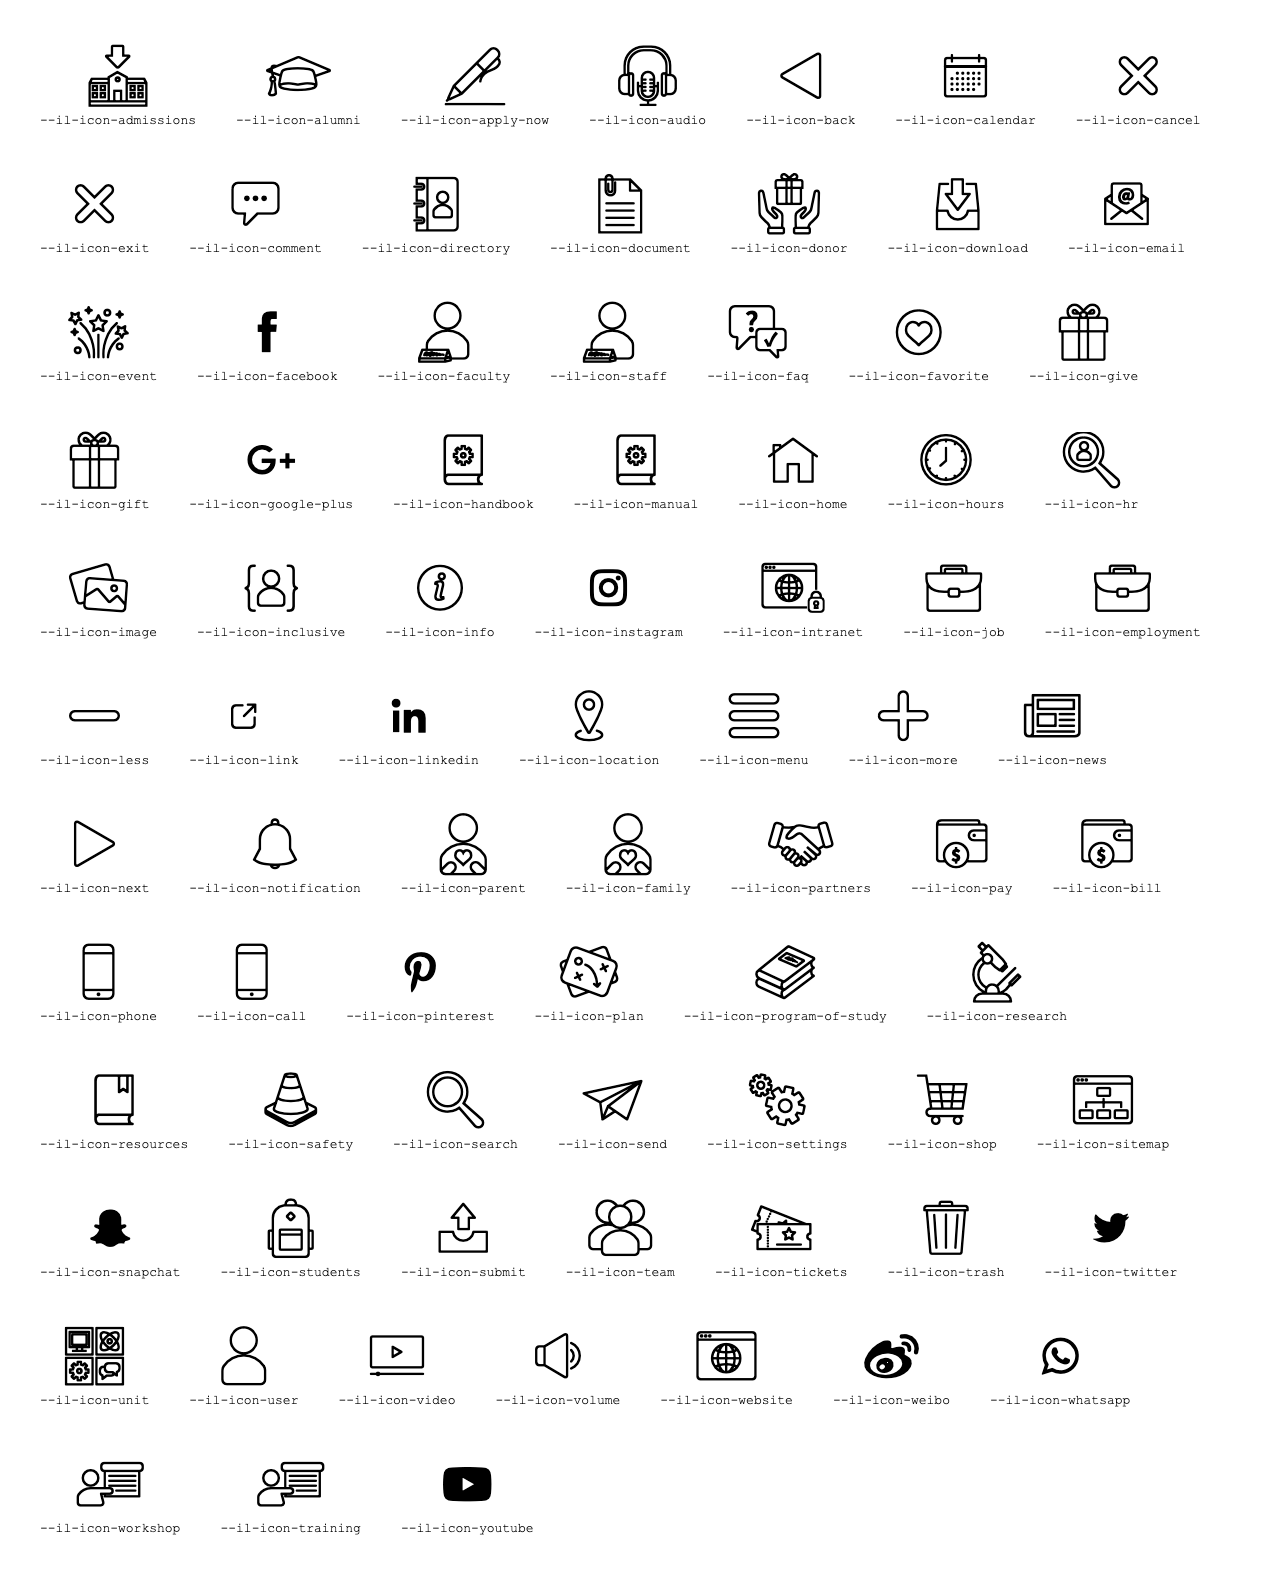 --il-icon-admissions --il-icon-alumni --il-icon-apply-now --il-icon-audio --il-icon-back --il-icon-calendar --il-icon-cancel
--il-icon-exit --il-icon-comment --il-icon-directory --il-icon-document --il-icon-donor --il-icon-download --il-icon-email
--il-icon-event --il-icon-facebook --il-icon-faculty --il-icon-staff --il-icon-faq --il-icon-favorite --il-icon-give
--il-icon-gift --il-icon-google-plus --il-icon-handbook --il-icon-manual --il-icon-home --il-icon-hours --il-icon-hr
--il-icon-image --il-icon-inclusive --il-icon-info --il-icon-instagram --il-icon-intranet --il-icon-job --il-icon-employment
--il-icon-less --il-icon-link --il-icon-linkedin --il-icon-location --il-icon-menu --il-icon-more --il-icon-news
--il-icon-next --il-icon-notification --il-icon-parent --il-icon-family --il-icon-partners --il-icon-pay --il-icon-bill
--il-icon-phone --il-icon-call --il-icon-pinterest --il-icon-plan --il-icon-program-of-study --il-icon-research
--il-icon-resources --il-icon-safety --il-icon-search --il-icon-send --il-icon-settings --il-icon-shop --il-icon-sitemap
--il-icon-snapchat --il-icon-students --il-icon-submit --il-icon-team --il-icon-tickets --il-icon-trash --il-icon-twitter
--il-icon-unit --il-icon-user --il-icon-video --il-icon-volume --il-icon-website --il-icon-weibo --il-icon-whatsapp
--il-icon-workshop --il-icon-training --il-icon-youtube